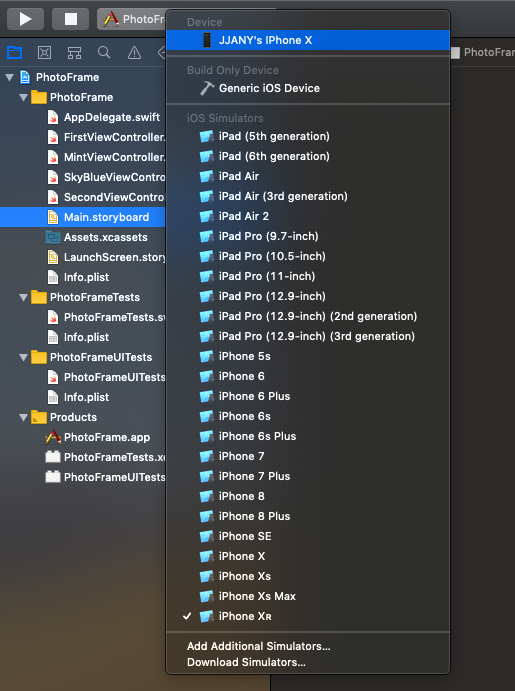 PhotoFram
Device
JJANY's IPhone X
Build Only Device
Generic iOS Device
iOS Simulators
iPad (5th generation)
iPad (6th generation)
iPad Air
iPad Air (3rd generation)
iPad Air 2
iPad Pro (9.7-inch)
iPad Pro (10.5-inch)
iPad Pro (11-inch)
iPad Pro (12.9-inch)
iPad Pro (12.9-inch) (2nd generation)
iPad Pro (12.9-inch) (3rd generation)
iPhone 5s
iPhone 6
iPhone 6 Plus
iPhone 6s
iPhone 6s Plus
iPhone 7
iPhone 7 Plus
iPhone 8
iPhone 8 Plus
iPhone SE
iPhone X
iPhone Xs
iPhone Xs Max
iPhone Xʀ
Add Additional Simulators...
Download Simulators...
PhotoFrame
PhotoFrame
AppDelegate.swift
FirstViewController.
MintViewController.
SkyBlueViewContro
SecondViewContro
Main.storyboard
Assets.xcassets
LaunchScreen.story
Info.plist
PhotoFrameTests
PhotoFrameTests.sw
Info.plist
PhotoFrameUITests
PhotoFrameUITests
Info.plist
Products
PhotoFrame.app
PhotoFrameTests.xc
PhotoFrameUITests
PhotoFram